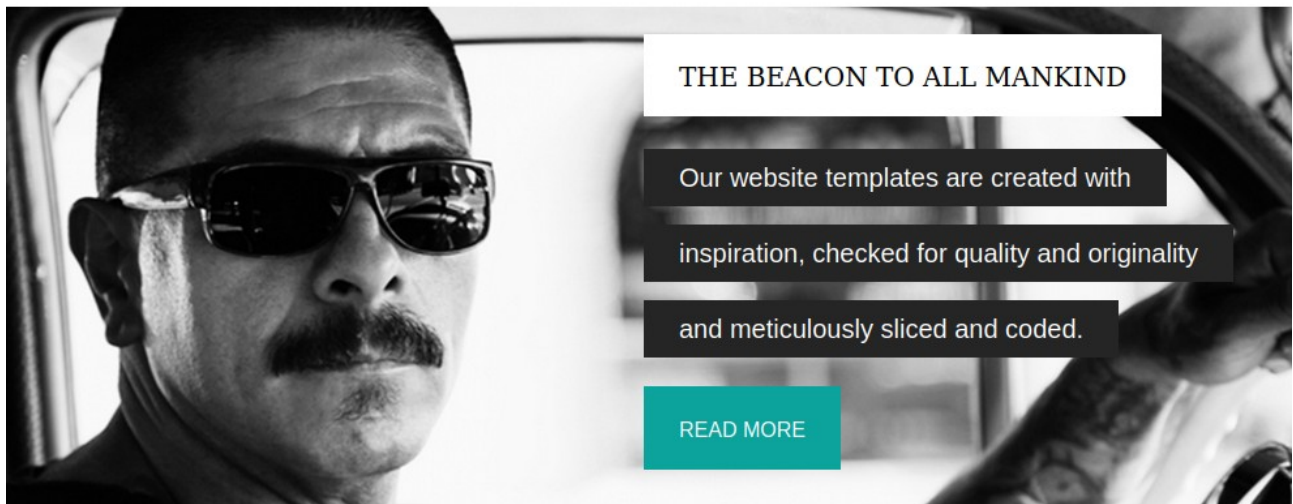 THE BEACON TO ALL MANKIND
Our website templates are created with
inspiration, checked for quality and originality
and meticulously sliced and coded.
READ MORE